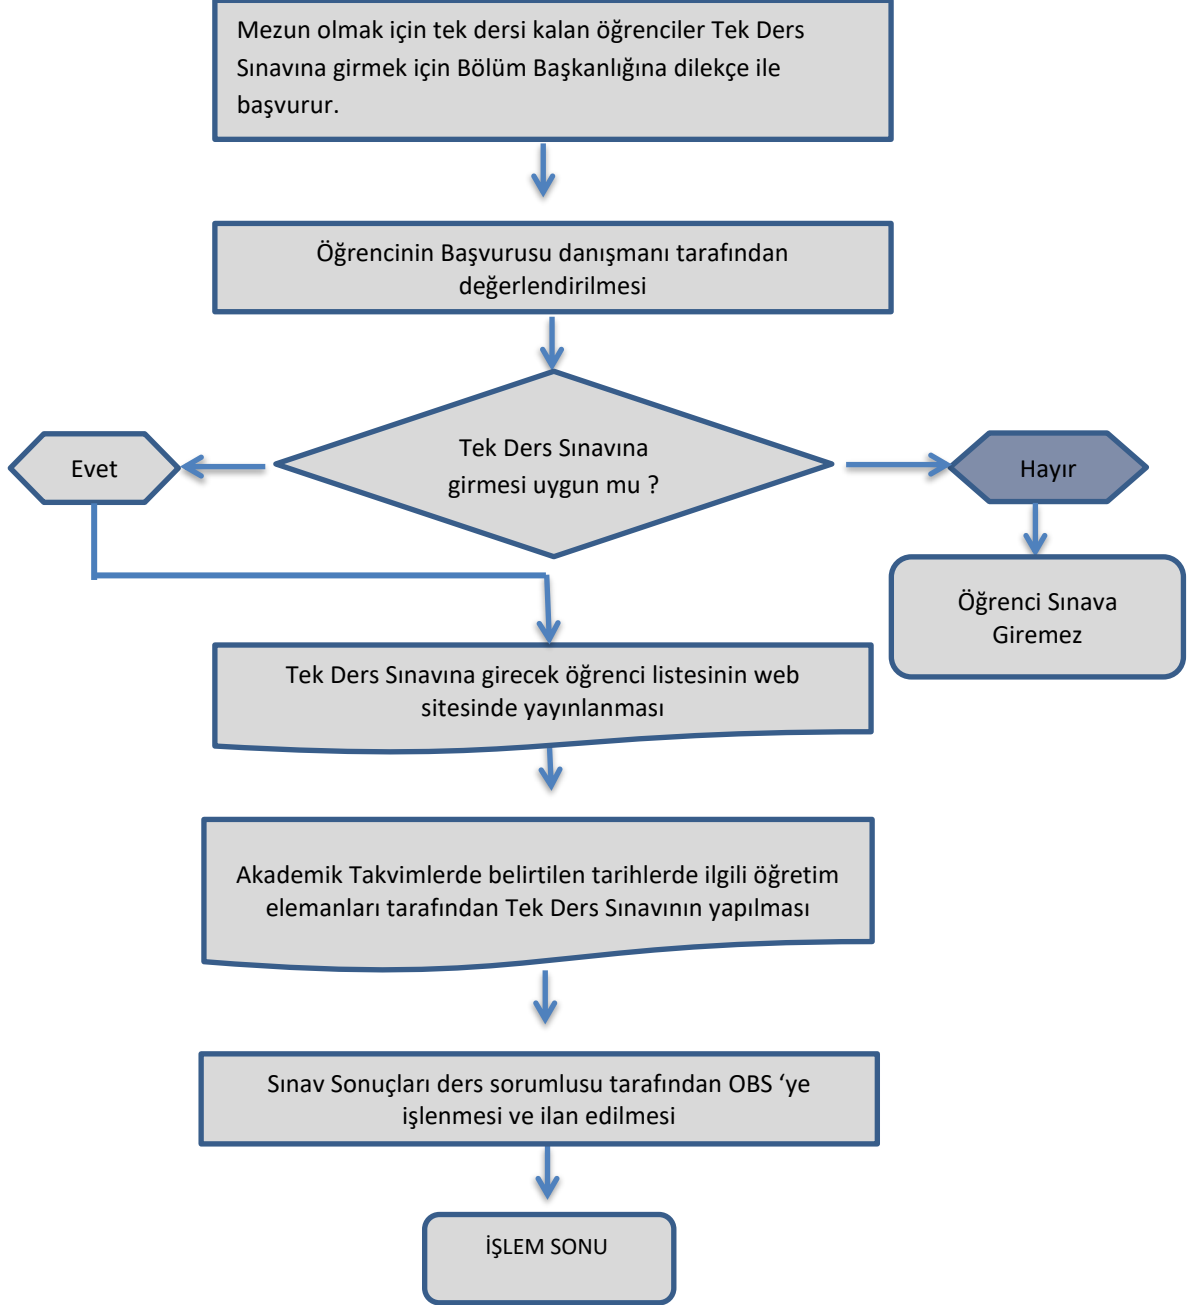 Mezun olmak için tek dersi kalan öğrenciler Tek Ders
Sınavına girmek için Bölüm Başkanlığına dilekçe ile
başvurur.
Öğrencinin Başvurusu danışmanı tarafından
değerlendirilmesi
Tek Ders Sınavına
girmesi uygun mu ?
Evet
Hayır
Öğrenci Sınava
Giremez
Tek Ders Sınavına girecek öğrenci listesinin web
sitesinde yayınlanması
Akademik Takvimlerde belirtilen tarihlerde ilgili öğretim
elemanları tarafından Tek Ders Sınavının yapılması
Sınav Sonuçları ders sorumlusu tarafından OBS ‘ye
işlenmesi ve ilan edilmesi
İŞLEM SONU